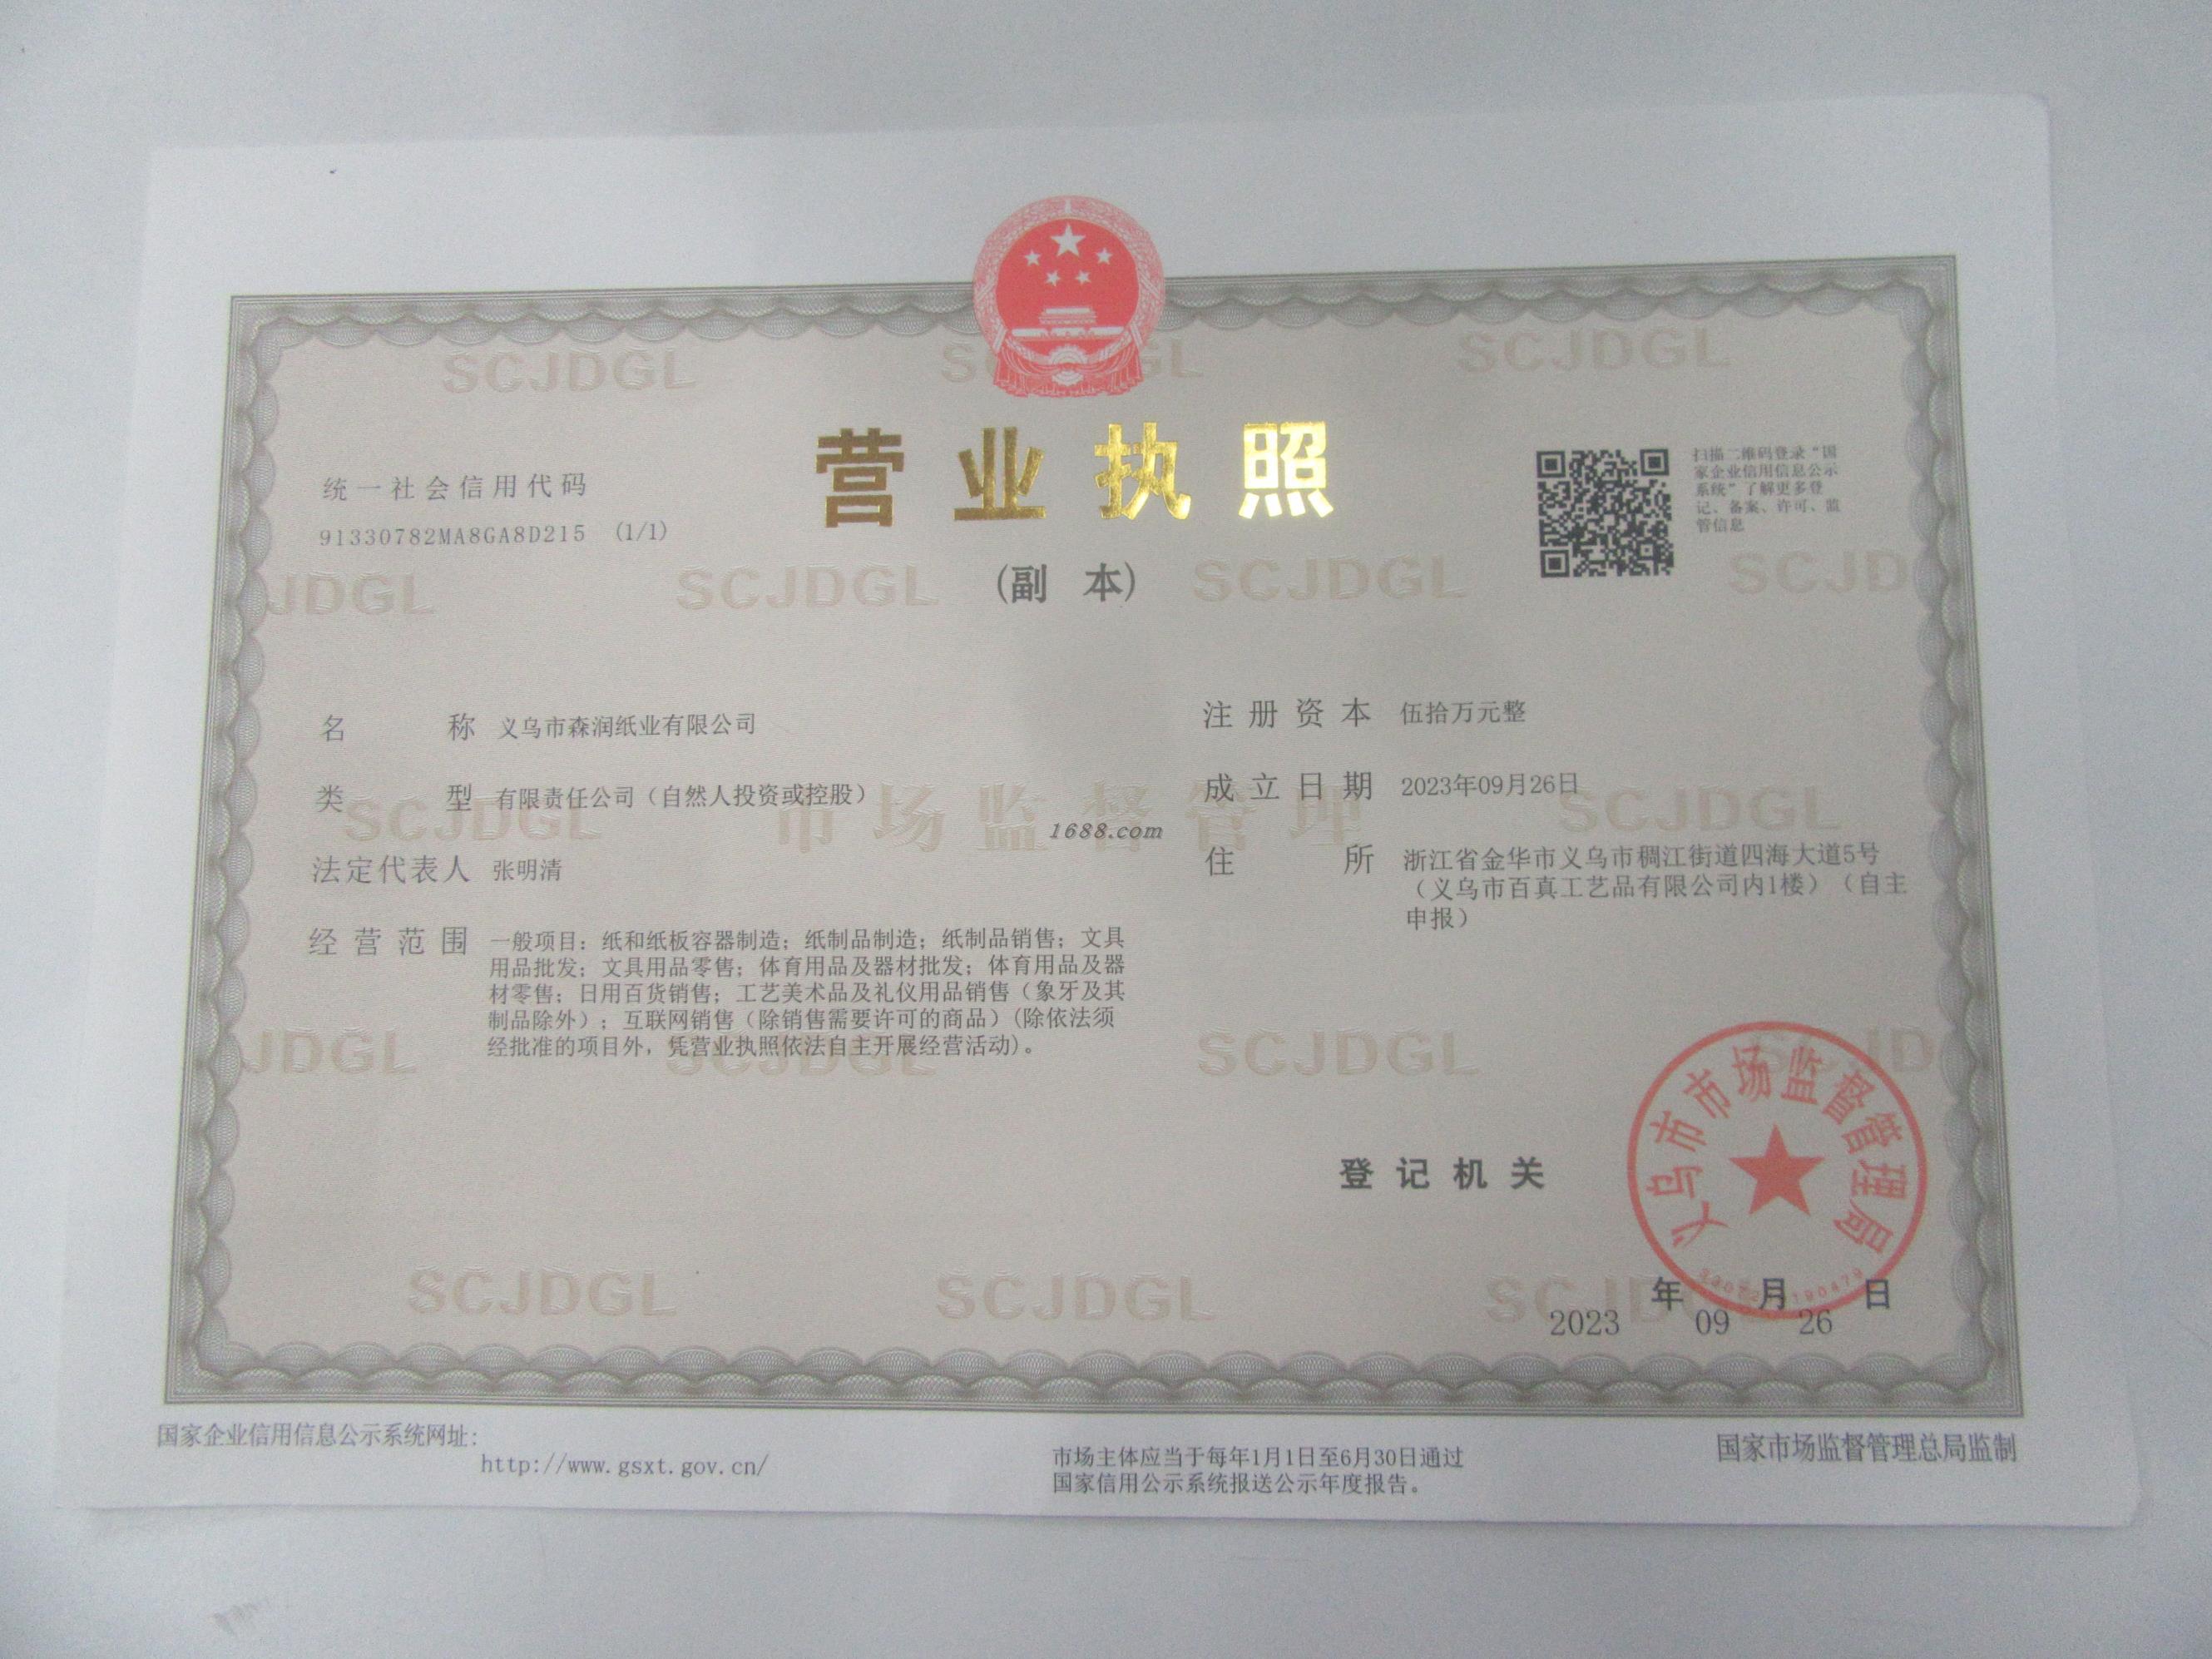 营业执照
(副 本)
统一社会信用代码
91330782MA8GA8D215 (1/1)
扫描二维码登录“国
家企业信用信息公示
系统”了解更多登
记、备案、许可、监
管信息
名 称 义乌市森润纸业有限公司
类 型 有限责任公司（自然人投资或控股）
法定代表人 张明清
经营范围 一般项目：纸和纸板容器制造；纸制品制造；纸制品销售；文具
用品批发；文具用品零售；体育用品及器材批发；体育用品及器
材零售；日用百货销售；工艺美术品及礼仪用品销售（象牙及其
制品除外）；互联网销售（除销售需要许可的商品）(除依法须
经批准的项目外，凭营业执照依法自主开展经营活动)。
注册资本 伍拾万元整
成立日期 2023年09月26日
住 所 浙江省金华市义乌市稠江街道四海大道5号
（义乌市百真工艺品有限公司内1楼）（自主
申报）
市场监督管理
1688.com
SCJDGL
登记机关
义乌市市场监督管理局
2023年09月26日
国家企业信用信息公示系统网址：
http://www.gsxt.gov.cn/
市场主体应当于每年1月1日至6月30日通过
国家信用公示系统报送公示年度报告。
国家市场监督管理总局监制